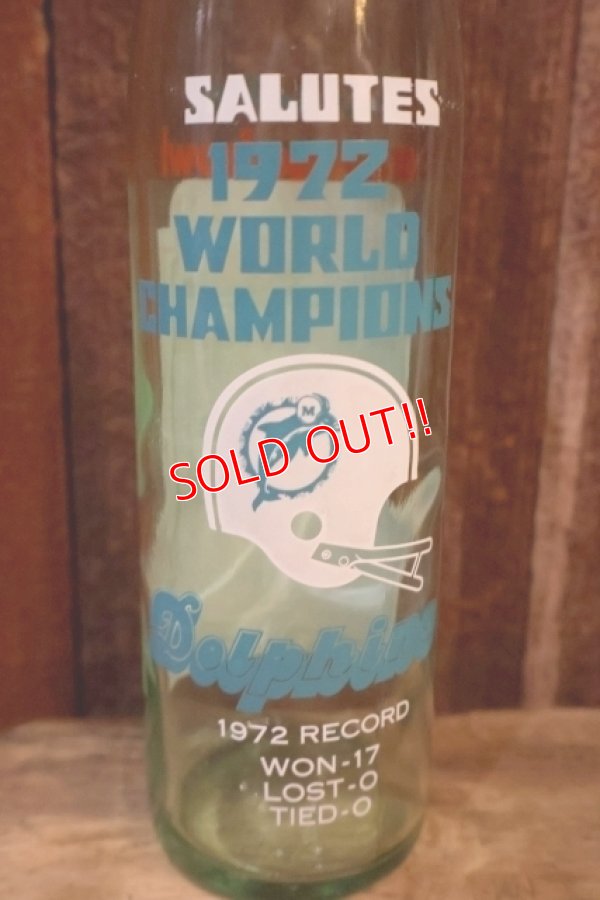 SALUTES
1972
WORLD
CHAMPIONS
M
SOLD OUT!!
Dolphins
1972 RECORD
WON-17
LOST-0
TIED-0